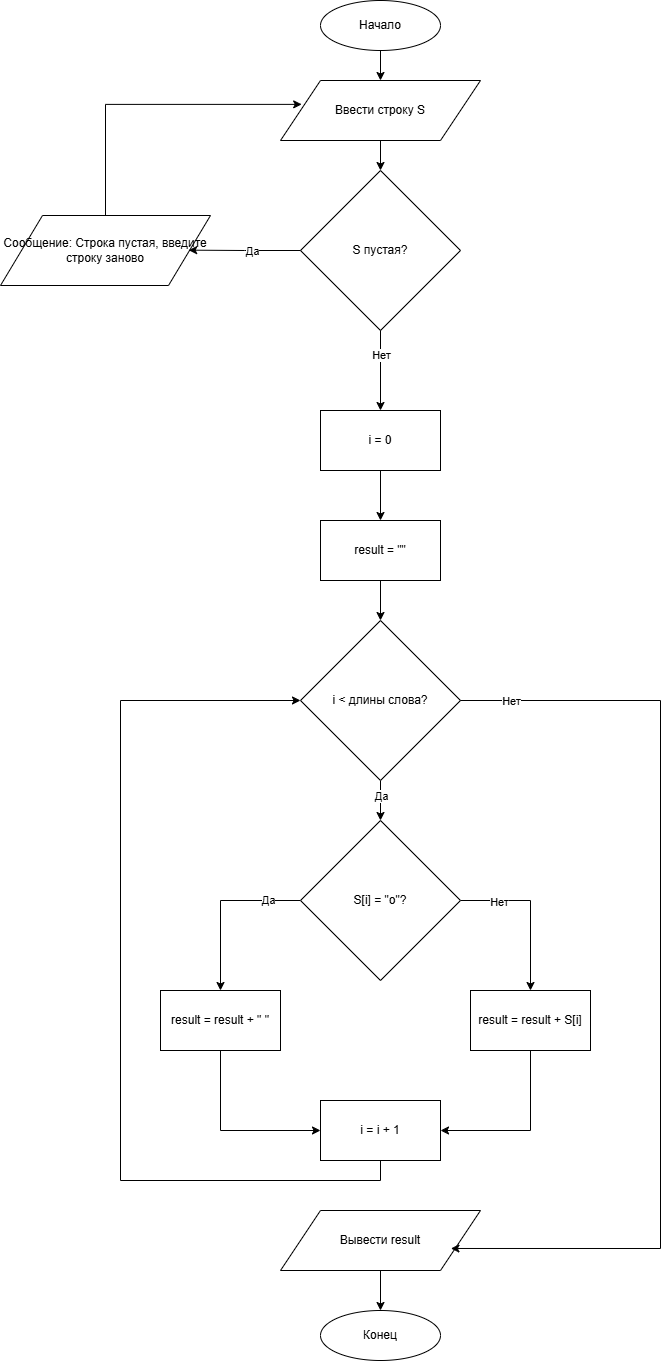 Начало
Ввести строку S
S пустая?
Да
Сообщение: Строка пустая, введите
строку заново
Нет
i = 0
result = ""
i < длины слова?
Нет
Да
S[i] = "о"?
Да
Нет
result = result + " "
result = result + S[i]
i = i + 1
Вывести result
Конец